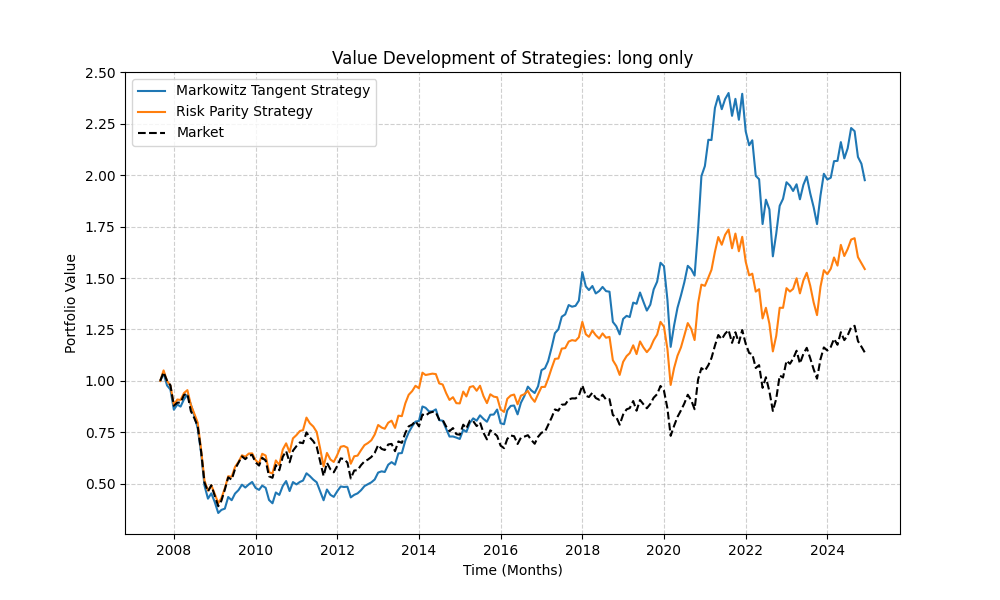 Value Development of Strategies: long only
Markowitz Tangent Strategy
Risk Parity Strategy
Market
Portfolio Value
2.50
2.25
2.00
1.75
1.50
1.25
1.00
0.75
0.50
2008 2010 2012 2014 2016 2018 2020 2022 2024
Time (Months)